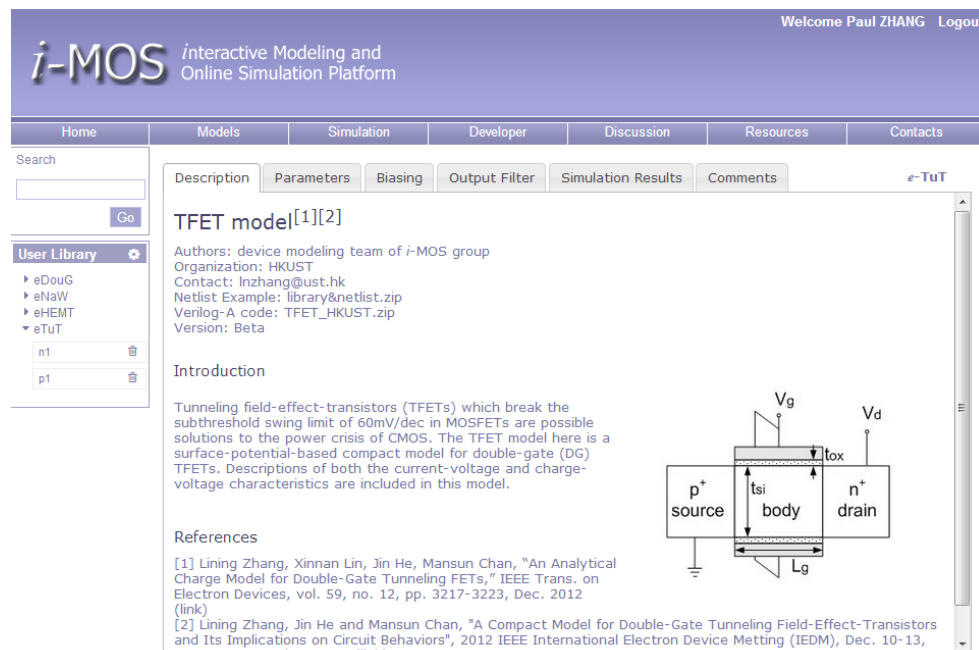 Welcome Paul ZHANG Logou
i-MOS
interactive Modeling and
Online Simulation Platform
Home Models Simulation Developer Discussion Resources Contacts
Search
Go
User Library
eDouG
eNaW
eHEMT
eTuT
n1
p1
Description Parameters Biasing Output Filter Simulation Results Comments e-TuT
TFET model[1][2]
Authors: device modeling team of i-MOS group
Organization: HKUST
Contact: lnzhang@ust.hk
Netlist Example: library&netlist.zip
Verilog-A code: TFET_HKUST.zip
Version: Beta
Introduction
Tunneling field-effect-transistors (TFETs) which break the
subthreshold swing limit of 60mV/dec in MOSFETs are possible
solutions to the power crisis of CMOS. The TFET model here is a
surface-potential-based compact model for double-gate (DG)
TFETs. Descriptions of both the current-voltage and charge-
voltage characteristics are included in this model.
Vg
Vd
tox
tsi
p+
source
body
n+
drain
Lg
References
[1] Lining Zhang, Xinnan Lin, Jin He, Mansun Chan, "An Analytical
Charge Model for Double-Gate Tunneling FETs," IEEE Trans. on
Electron Devices, vol. 59, no. 12, pp. 3217-3223, Dec. 2012
(link)
[2] Lining Zhang, Jin He and Mansun Chan, "A Compact Model for Double-Gate Tunneling Field-Effect-Transistors
and Its Implications on Circuit Behaviors", 2012 IEEE International Electron Device Metting (IEDM), Dec. 10-13,